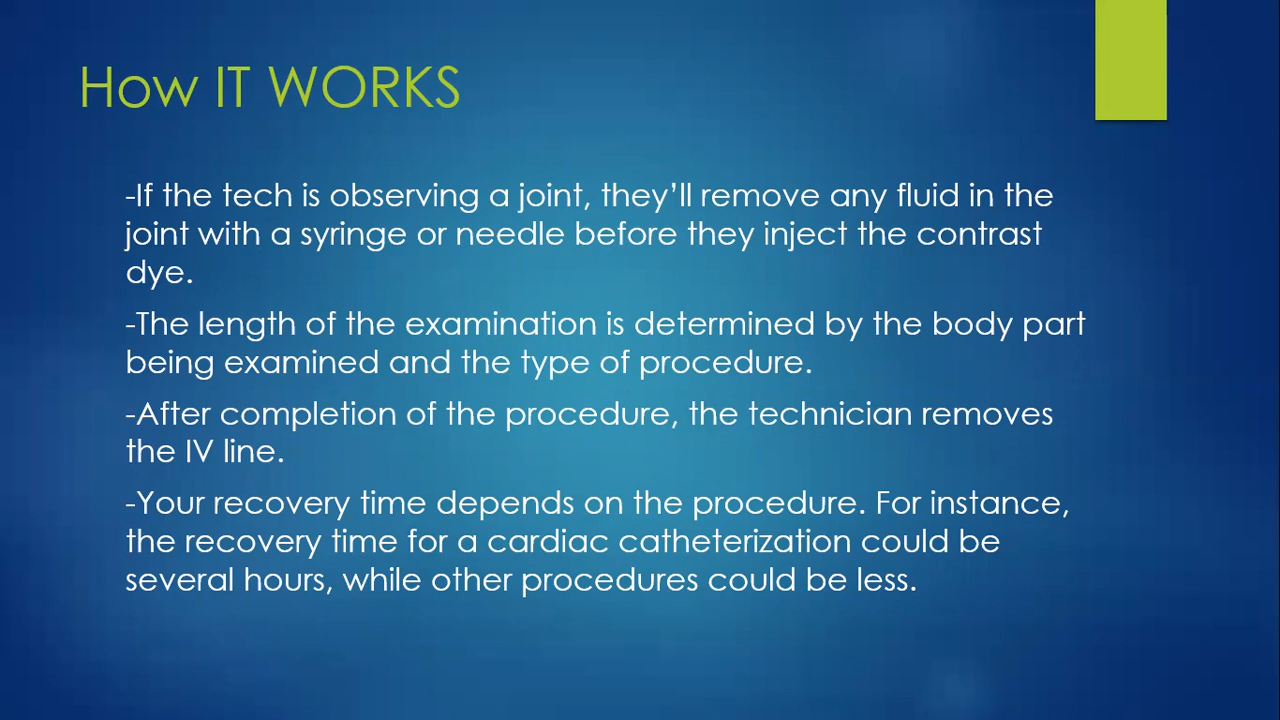 How IT WORKS
-If the tech is observing a joint, they’ll remove any fluid in the
joint with a syringe or needle before they inject the contrast
dye.
-The length of the examination is determined by the body part
being examined and the type of procedure.
-After completion of the procedure, the technician removes
the IV line.
-Your recovery time depends on the procedure. For instance,
the recovery time for a cardiac catheterization could be
several hours, while other procedures could be less.